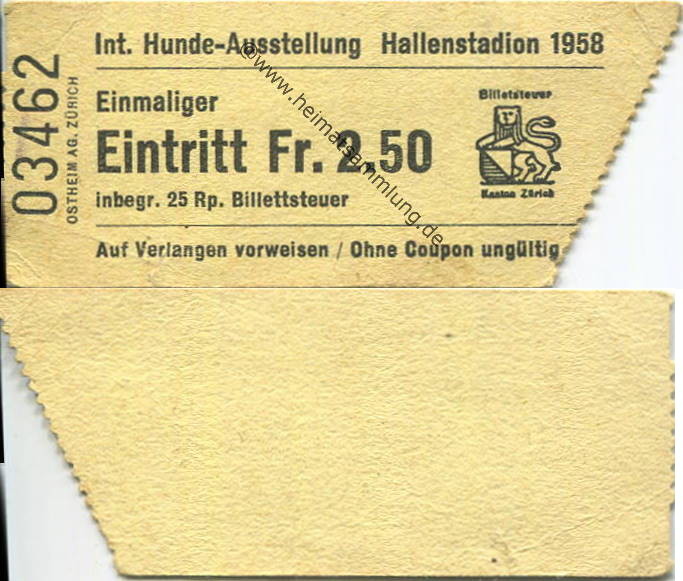 03462
OSTHEIM AG. ZÜRICH
Int. Hunde-Ausstellung Hallenstadion 1958
Einmaliger
Eintritt Fr. 2.50
inbegr. 25 Rp. Billettsteuer
Billetsteuer
Kanton Zürich
Auf Verlangen vorweisen / Ohne Coupon ungültig
@www.heimatsammlung.de